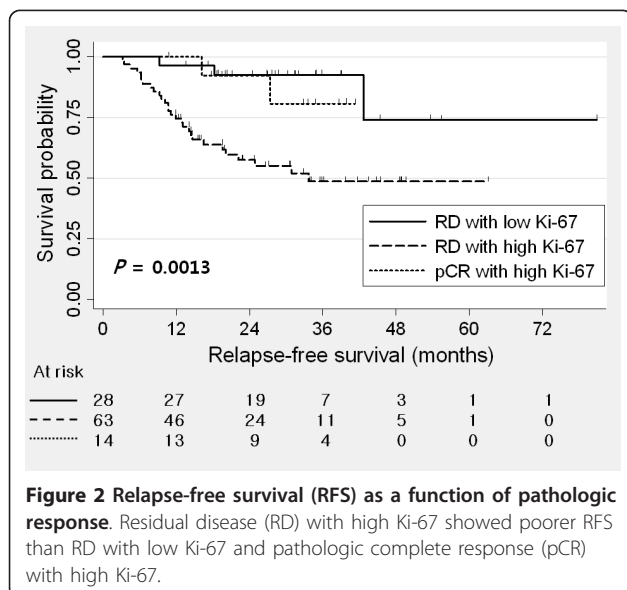 1.00
0.75
0.50
0.25
0.00
Survival probability
P = 0.0013
RD with low Ki-67
RD with high Ki-67
pCR with high Ki-67
0 12 24 36 48 60 72
Relapse-free survival (months)
At risk
28 27 19 7 3 1 1
63 46 24 11 5 1 0
14 13 9 4 0 0 0
Figure 2 Relapse-free survival (RFS) as a function of pathologic
response. Residual disease (RD) with high Ki-67 showed poorer RFS
than RD with low Ki-67 and pathologic complete response (pCR)
with high Ki-67.